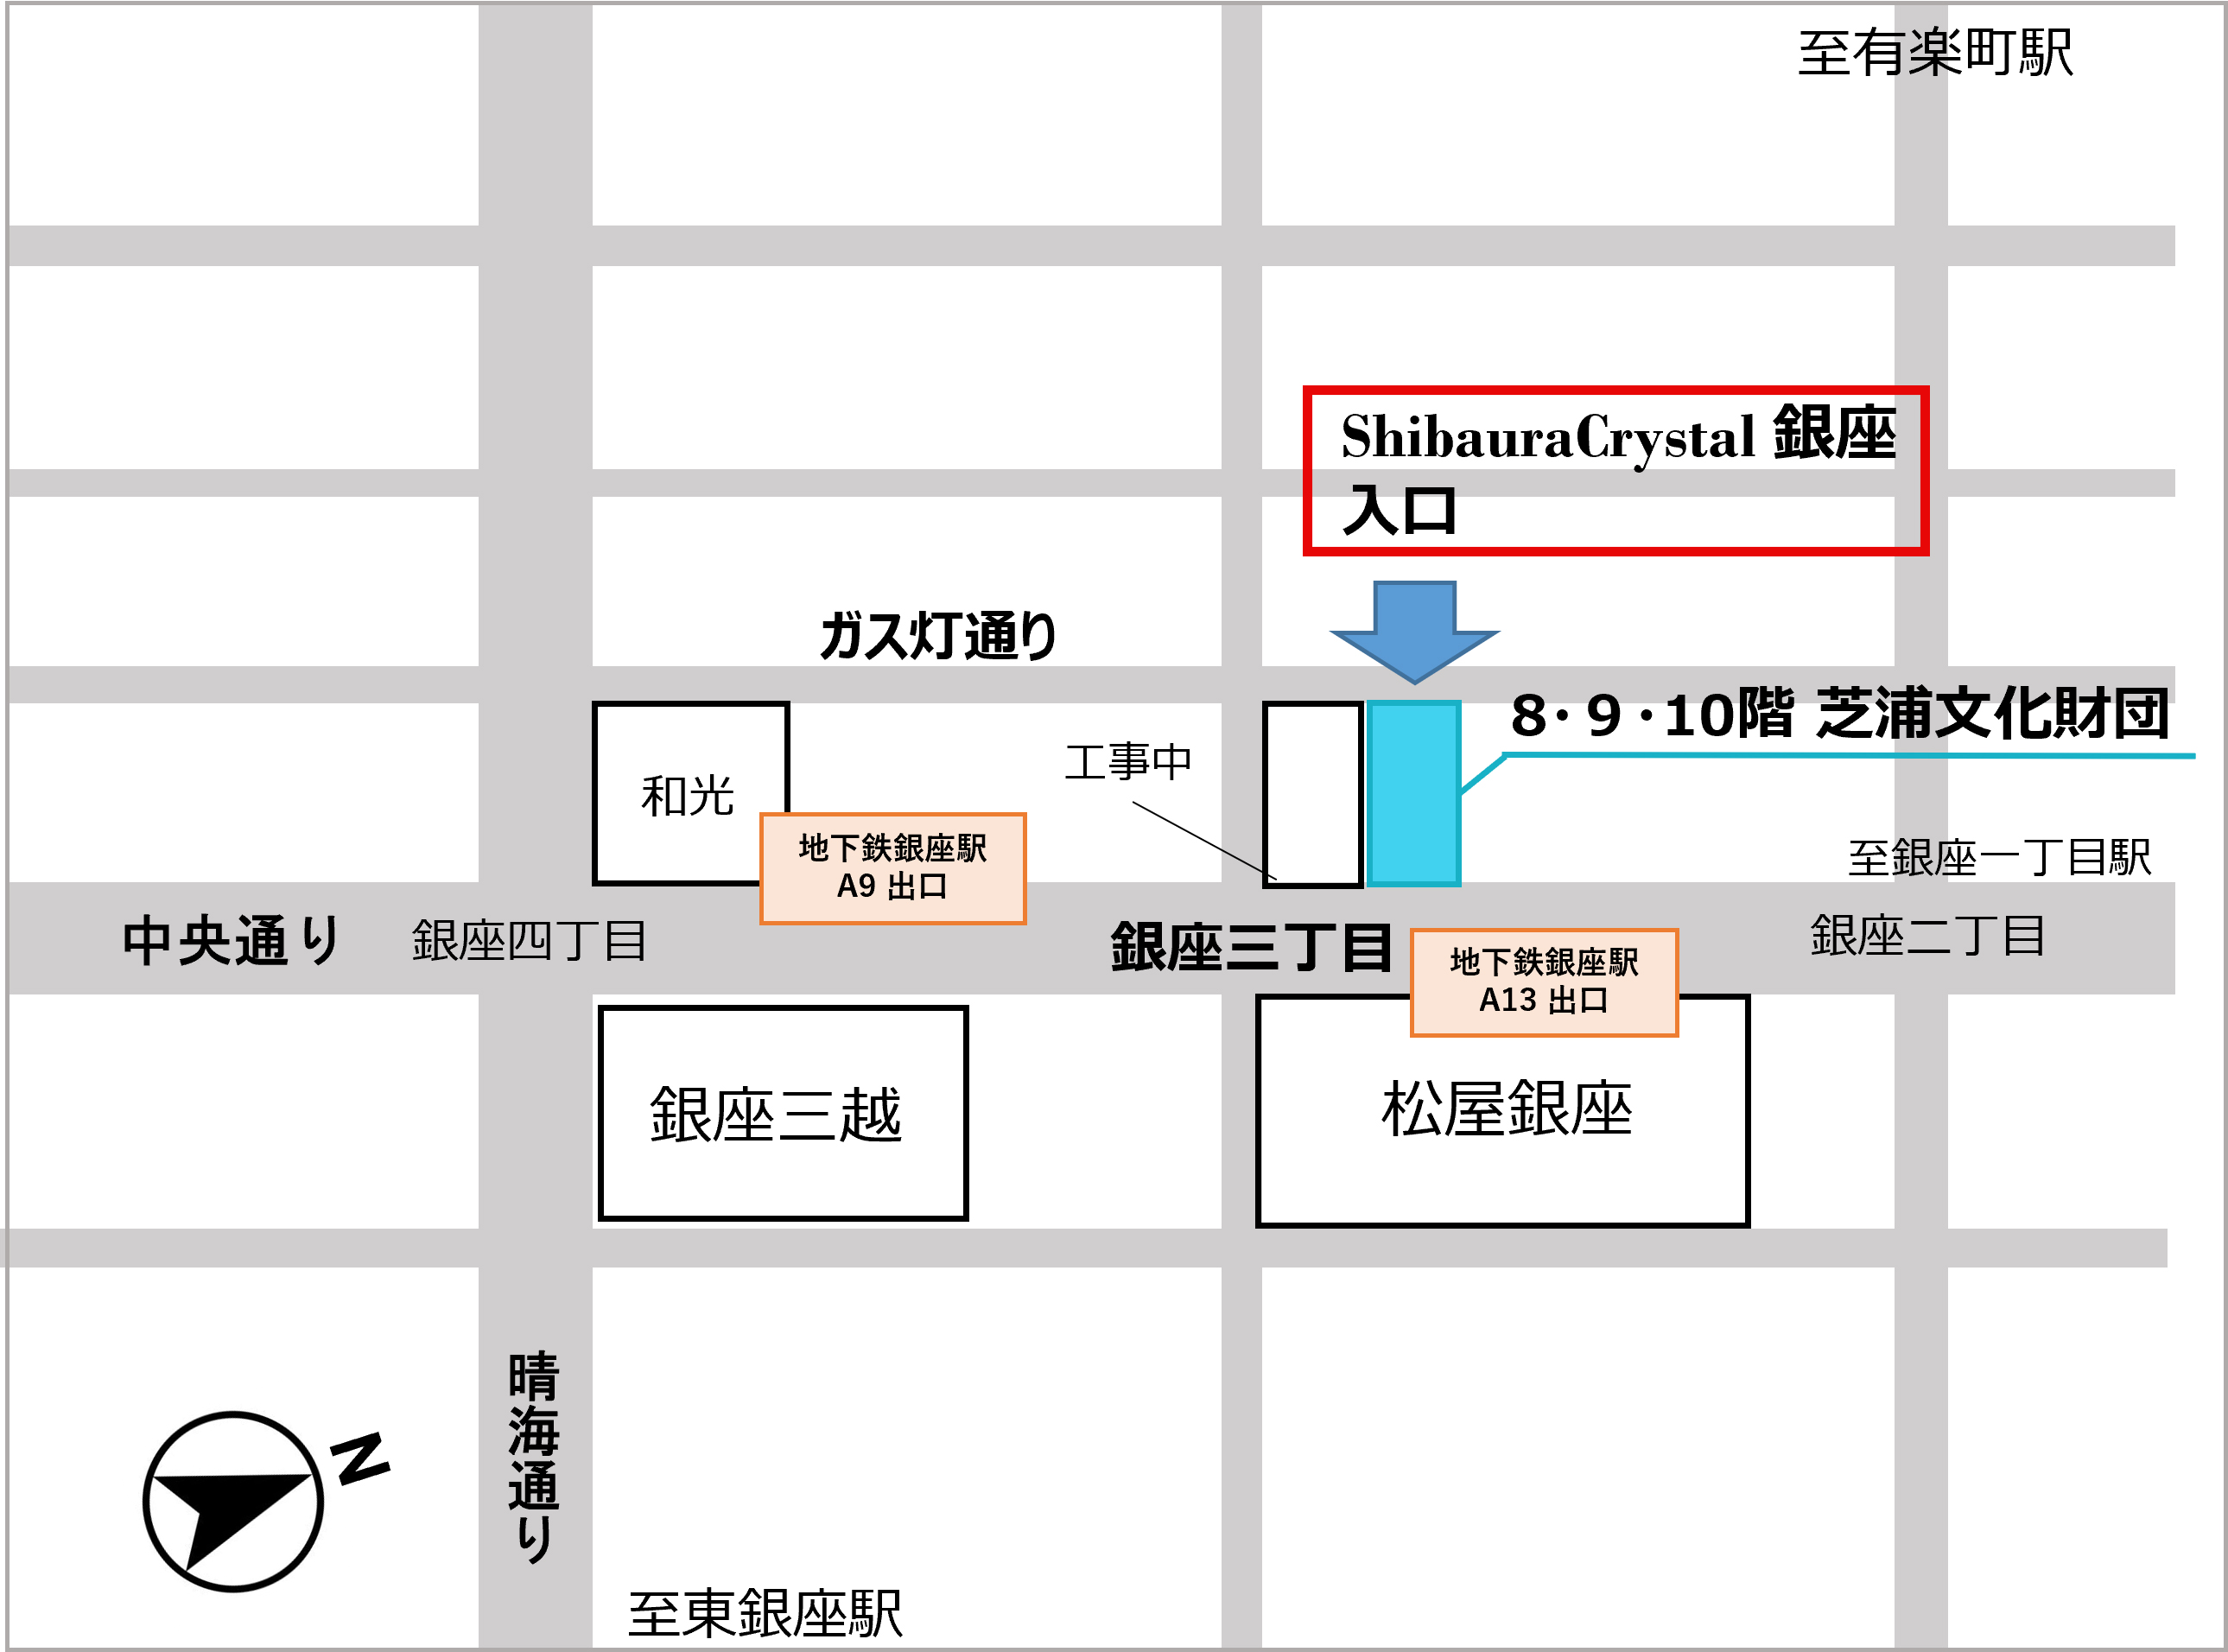 至有楽町駅
ShibauraCrystal 銀座
入口
ガス灯通り
8・9・10階 芝浦文化財団
工事中
和光
地下鉄銀座駅
A9 出口
至銀座一丁目駅
中央通り
銀座四丁目
銀座三丁目
銀座二丁目
地下鉄銀座駅
A13 出口
銀座三越
松屋銀座
晴海通り
N
至東銀座駅